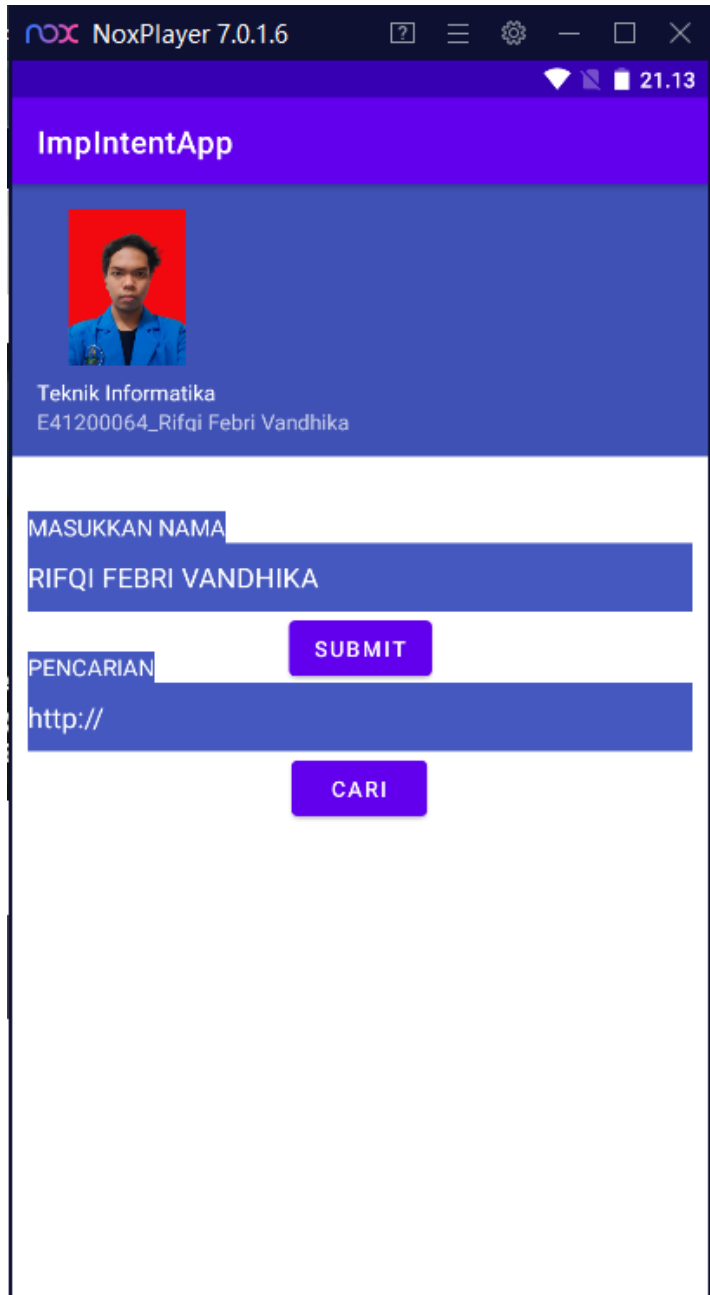 nox NoxPlayer 7.0.1.6
21.13
ImpIntentApp
Teknik Informatika
E41200064_Rifqi Febri Vandhika
MASUKKAN NAMA
RIFQI FEBRI VANDHIKA
SUBMIT
PENCARIAN
http://
CARI